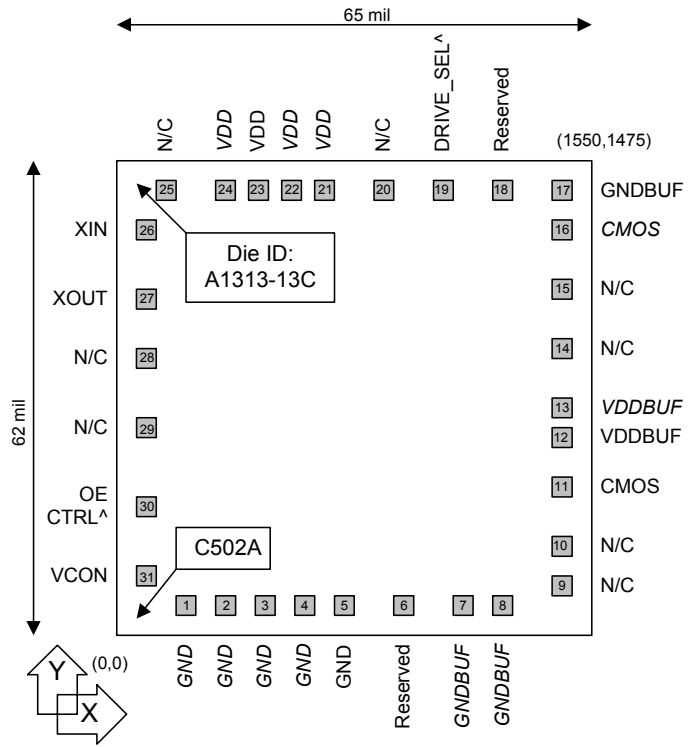 65 mil
N/C
VDD
VDD
VDD
VDD
N/C
DRIVE_SEL^
Reserved
(1550,1475)
25
24
23
22
21
20
19
18
17
GNDBUF
XIN
26
16
CMOS
Die ID:
A1313-13C
XOUT
27
15
N/C
N/C
28
14
N/C
62 mil
13
VDDBUF
N/C
29
12
VDDBUF
OE
CTRL^
30
11
CMOS
C502A
10
N/C
VCON
31
9
N/C
1
2
3
4
5
6
7
8
Y
X
(0,0)
GND
GND
GND
GND
GND
Reserved
GNDBUF
GNDBUF